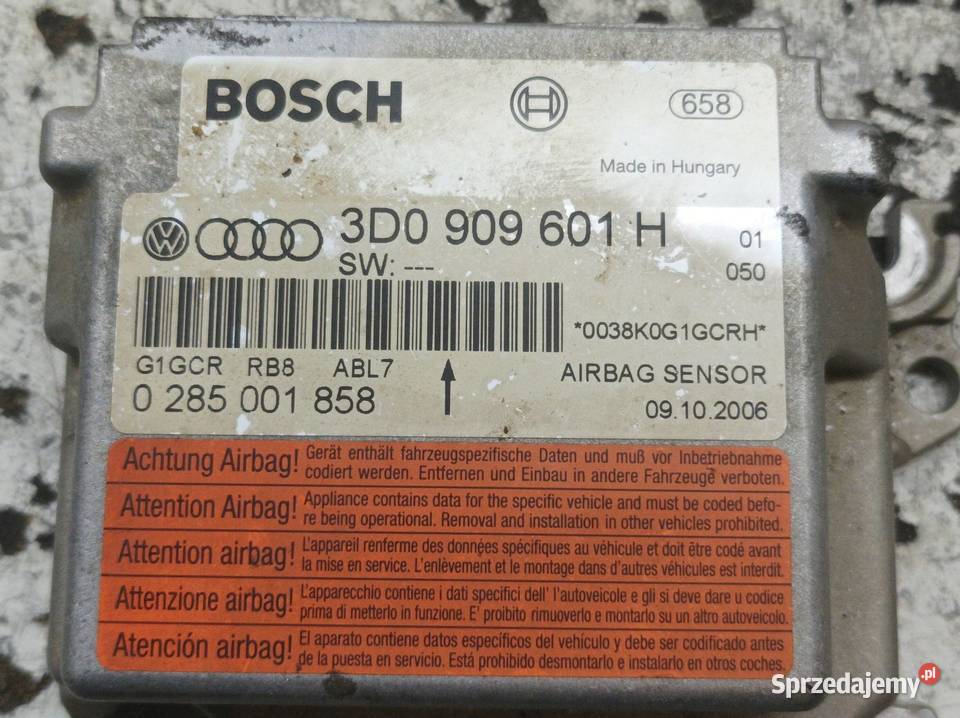 BOSCH
658
Made in Hungary
3D0 909 601 H 01
SW: --- 050
*0038K0G1GCRH*
G1GCR RB8 ABL7
AIRBAG SENSOR
0 285 001 858
09.10.2006
Achtung Airbag! Gerät enthält fahrzeugspezifische Daten und muß vor Inbetriebnahme
codiert werden. Entfernen und Einbau in andere Fahrzeuge verboten.
Attention Airbag! Appliance contains data for the specific vehicle and must be coded befo-
re being operational. Removal and installation in other vehicles prohibited.
Attention airbag! L'appareil renferme des données spécifiques au véhicule et doit être codé avant
la mise en service. L'enlèvement et le montage dans d'autres véhicules est interdit.
Attenzione airbag! L'apparecchio contiene i dati specifici dell' l'autoveicole e gli si deve dare u codice
prima di metterlo in funzione. E' proibito rimuoverlo e montarlo su un altro autoveicolo.
Atención airbag! El aparato contiene datos específicos del vehículo y debe ser codificado antes
de la puesta en servicio. Está prohibido desmontarlo e instalarlo en otros coches.
Sprzedajemy.pl